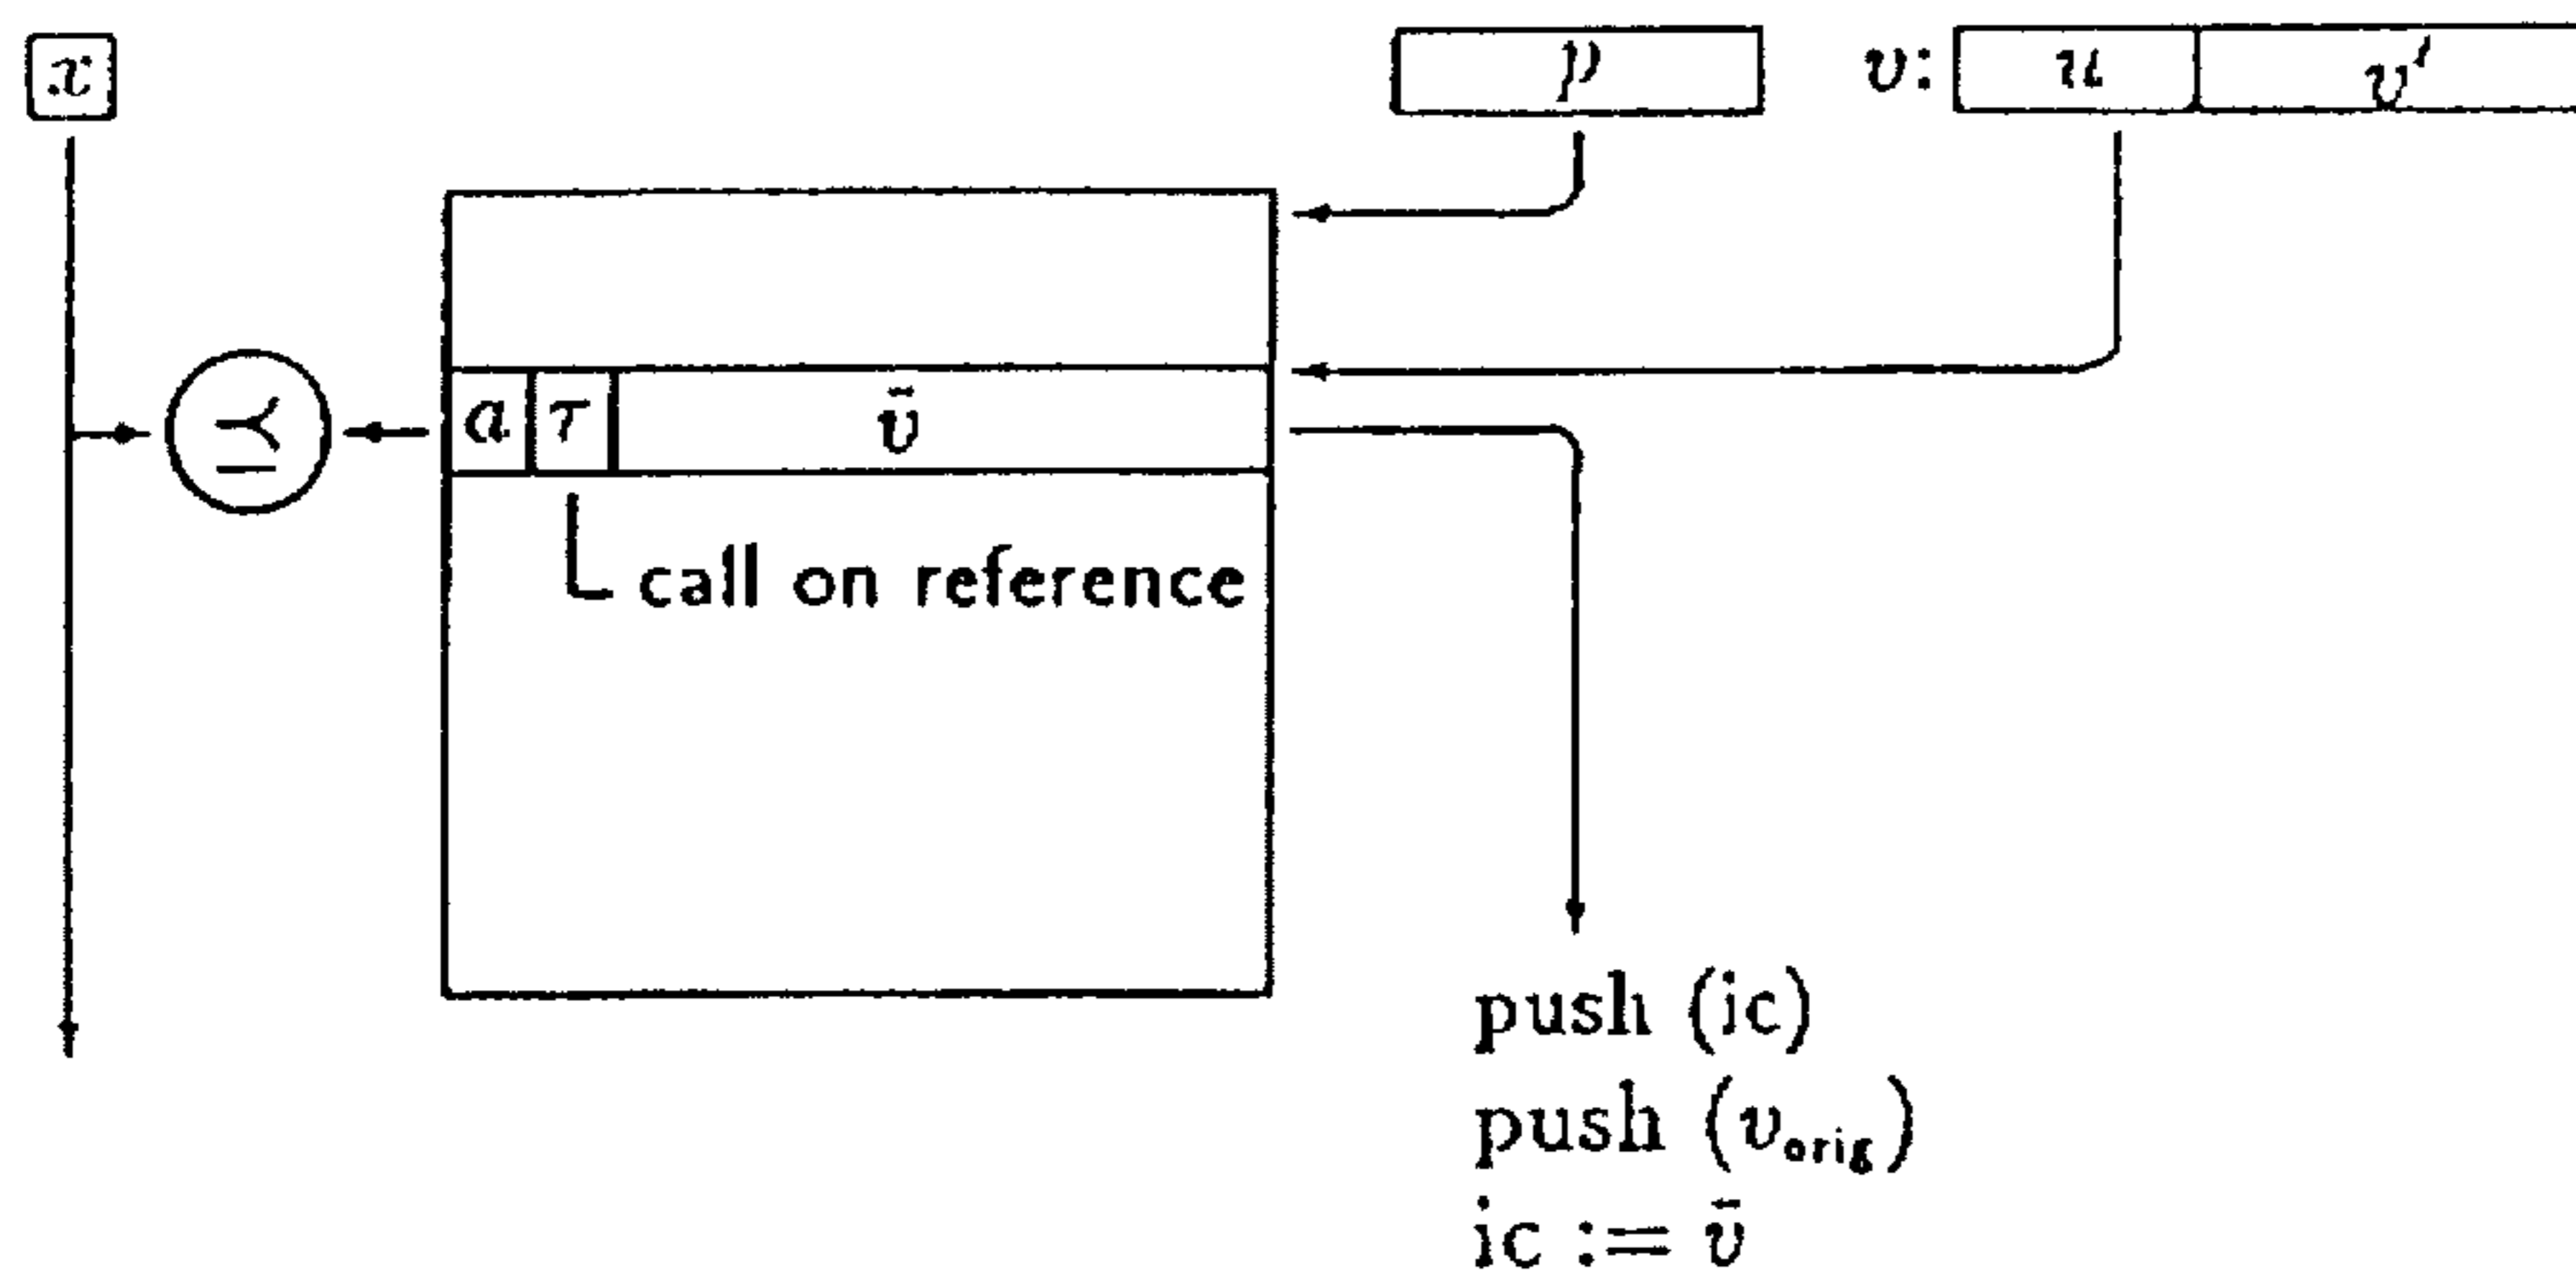 x p v: u v′
⪯ a τ v̄
call on reference
push (ic)
push (v_orig)
ic := v̄